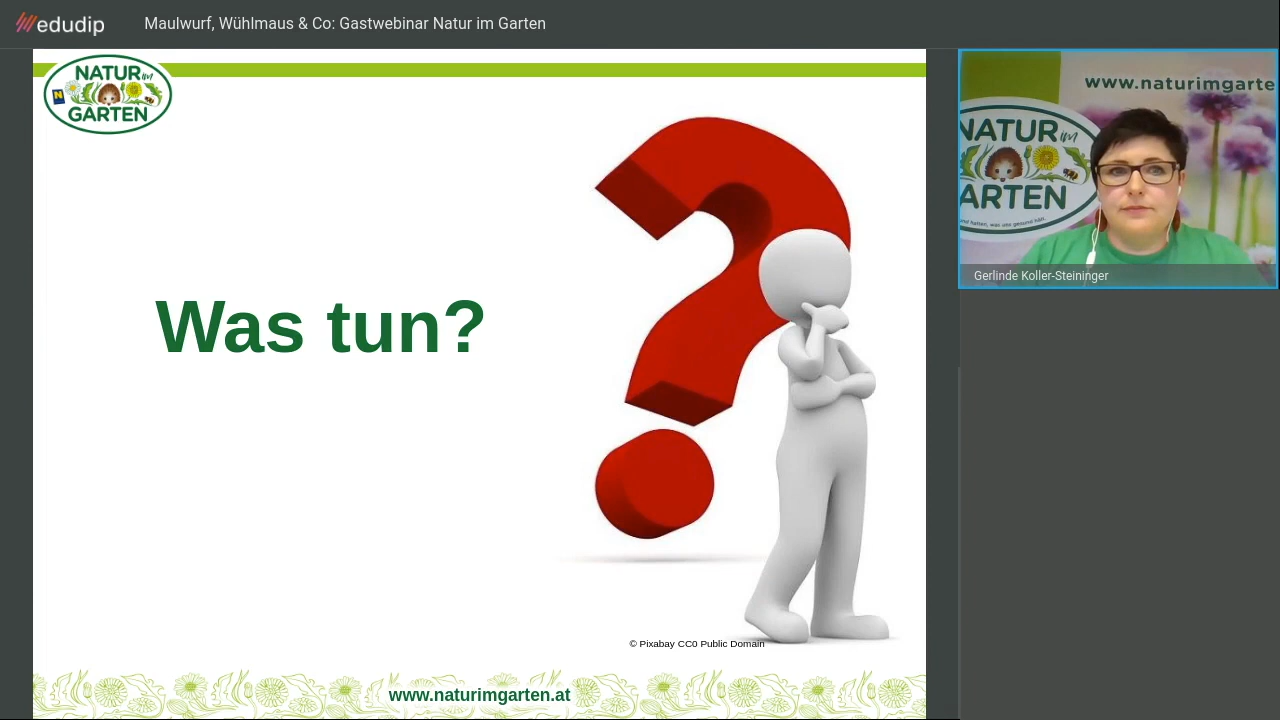 edudip
Maulwurf, Wühlmaus & Co: Gastwebinar Natur im Garten
NATUR im
GARTEN
www.naturimgarte
NATUR im
ARTEN
Gerlinde Koller-Steininger
Was tun?
© Pixabay CC0 Public Domain
www.naturimgarten.at